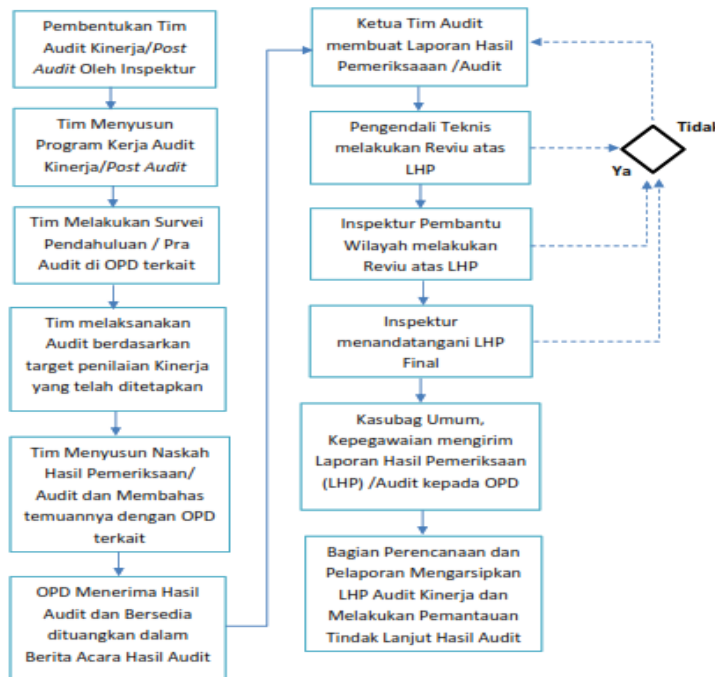 Pembentukan Tim
Audit Kinerja/Post
Audit Oleh Inspektur
Tim Menyusun
Program Kerja Audit
Kinerja/Post Audit
Tim Melakukan Survei
Pendahuluan / Pra
Audit di OPD terkait
Tim melaksanakan
Audit berdasarkan
target penilaian Kinerja
yang telah ditetapkan
Tim Menyusun Naskah
Hasil Pemeriksaan/
Audit dan Membahas
temuannya dengan OPD
terkait
OPD Menerima Hasil
Audit dan Bersedia
dituangkan dalam
Berita Acara Hasil Audit
Ketua Tim Audit
membuat Laporan Hasil
Pemeriksaaan /Audit
Pengendali Teknis
melakukan Reviu atas
LHP
Inspektur Pembantu
Wilayah melakukan
Reviu atas LHP
Inspektur
menandatangani LHP
Final
Kasubag Umum,
Kepegawaian mengirim
Laporan Hasil Pemeriksaan
(LHP) /Audit kepada OPD
Bagian Perencanaan dan
Pelaporan Mengarsipkan
LHP Audit Kinerja dan
Melakukan Pemantauan
Tindak Lanjut Hasil Audit
Tidal
Ya